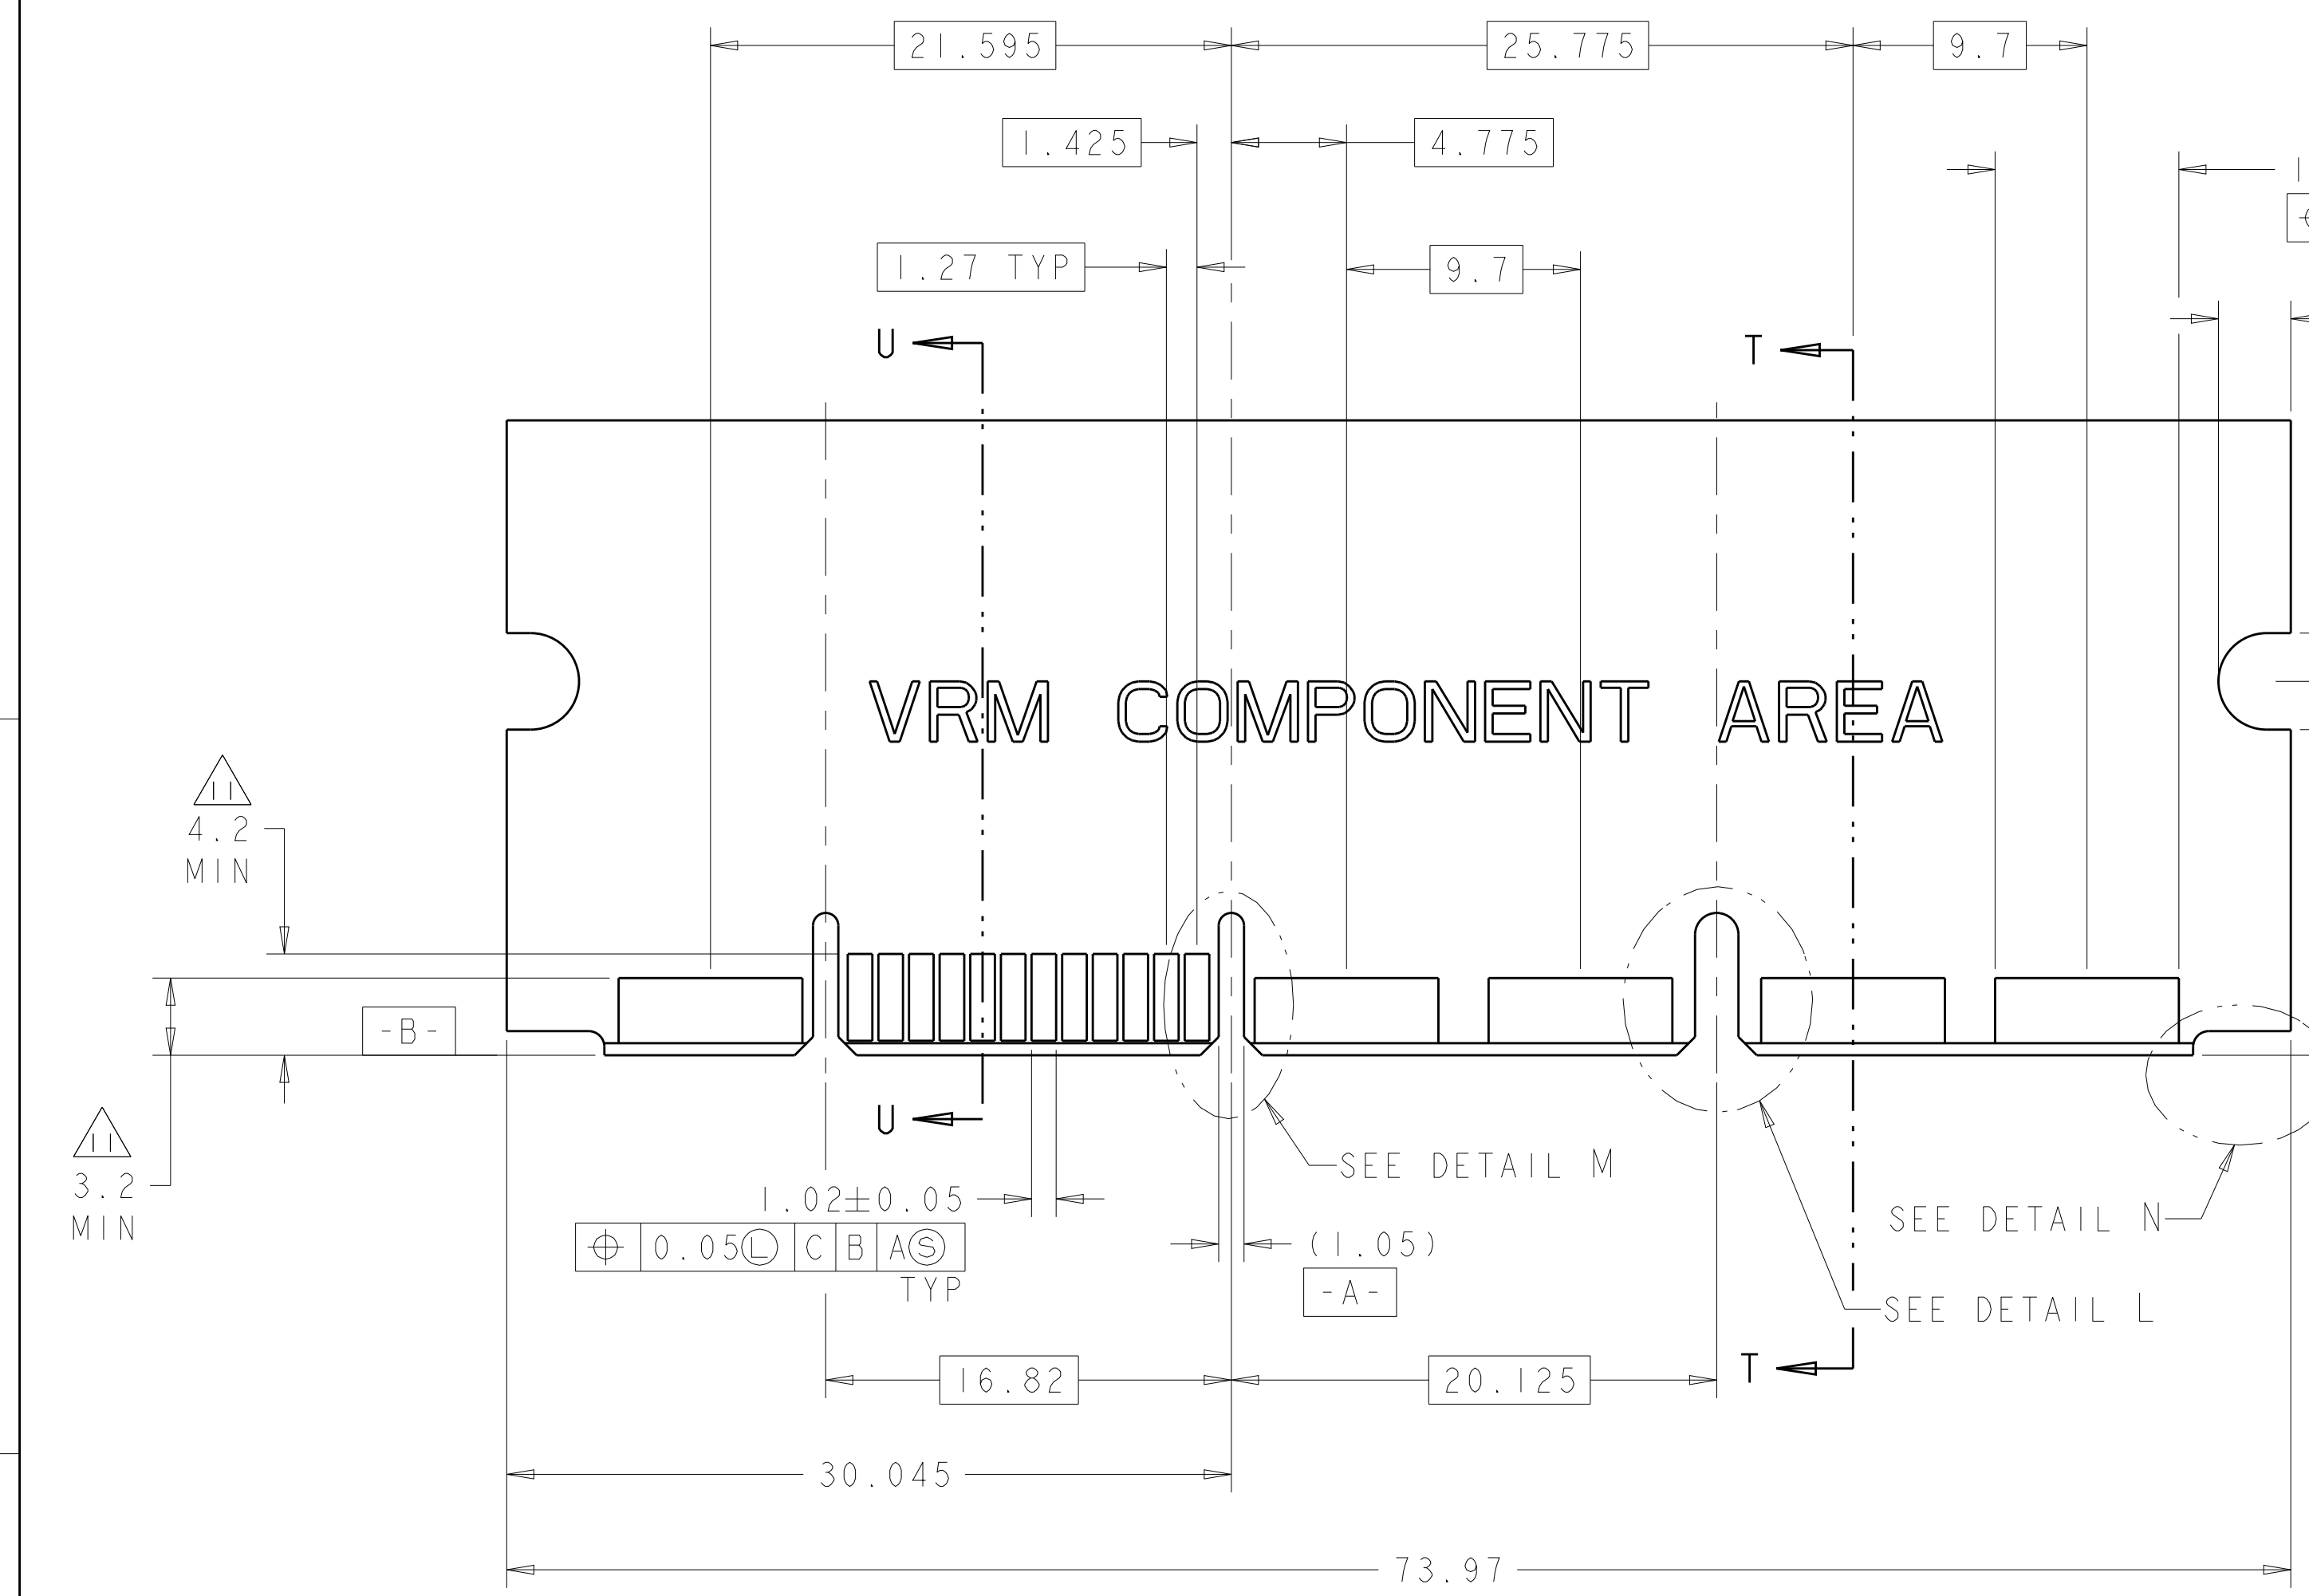 21.595
25.775
9.7
1.425
4.775
1.27 TYP
9.7
U
T
VRM COMPONENT AREA
11
4.2
MIN
-B-
U
11
3.2
MIN
SEE DETAIL M
1.02±0.05
0.05Ⓛ C B AⓈ
TYP
(1.05)
-A-
SEE DETAIL N
SEE DETAIL L
T
16.82
20.125
30.045
73.97